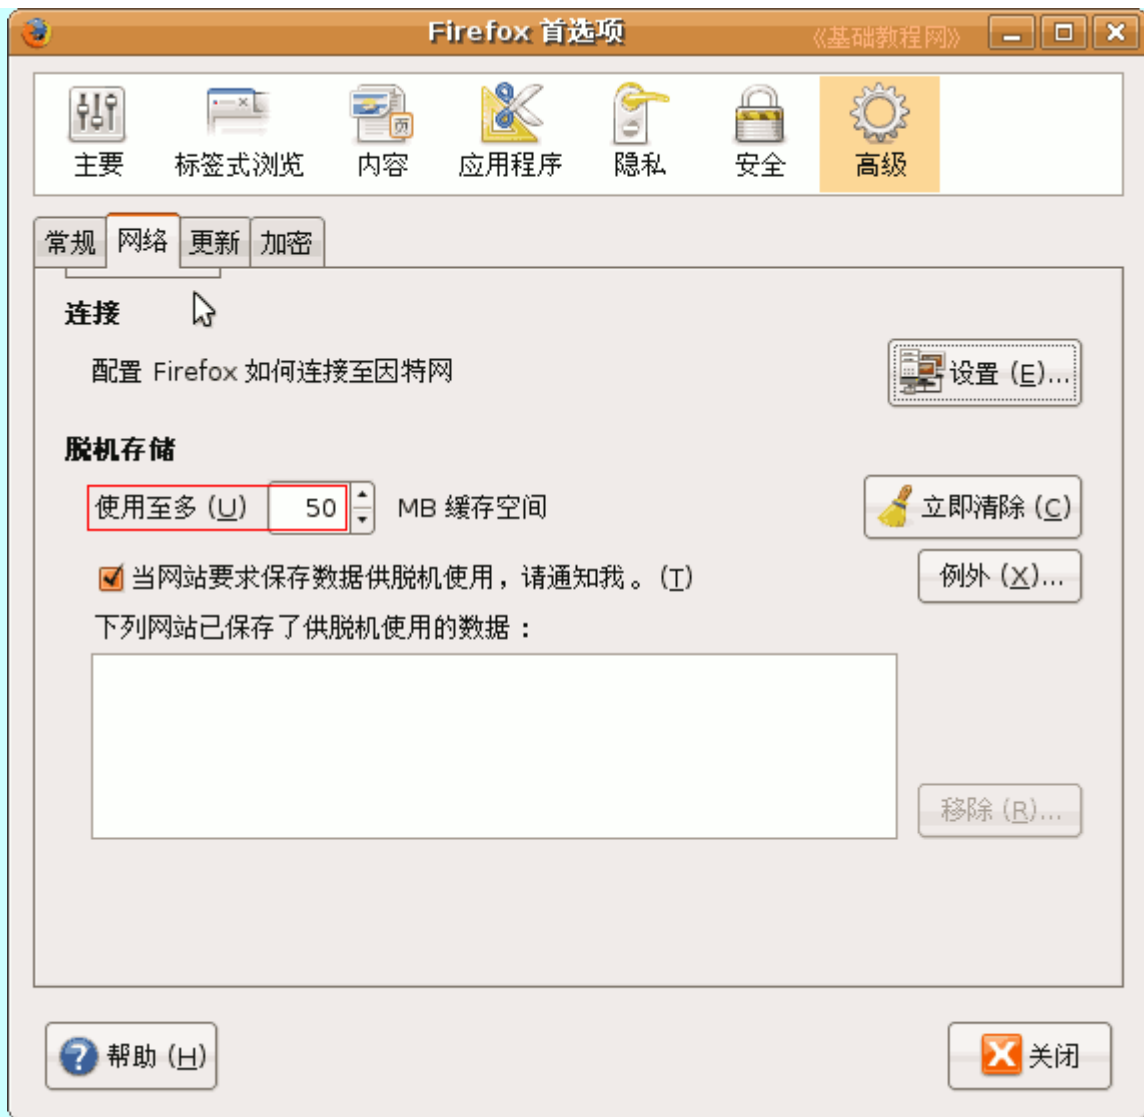 Firefox 首选项 《基础教程网》
主要 标签式浏览 内容 应用程序 隐私 安全 高级
常规 网络 更新 加密
连接
配置 Firefox 如何连接至因特网 设置 (E)...
脱机存储
使用至多 (U) 50 MB 缓存空间 立即清除 (C)
当网站要求保存数据供脱机使用，请通知我。(T) 例外 (X)...
下列网站已保存了供脱机使用的数据：
移除 (R)...
帮助 (H) 关闭